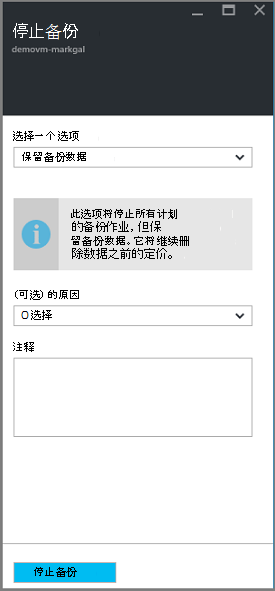 停止备份
demovm-markgal
选择一个选项
保留备份数据
此选项将停止所有计划
的备份作业，但保
留备份数据。它将继续删
除数据之前的定价。
(可选) 的原因
0 选择
注释
停止备份